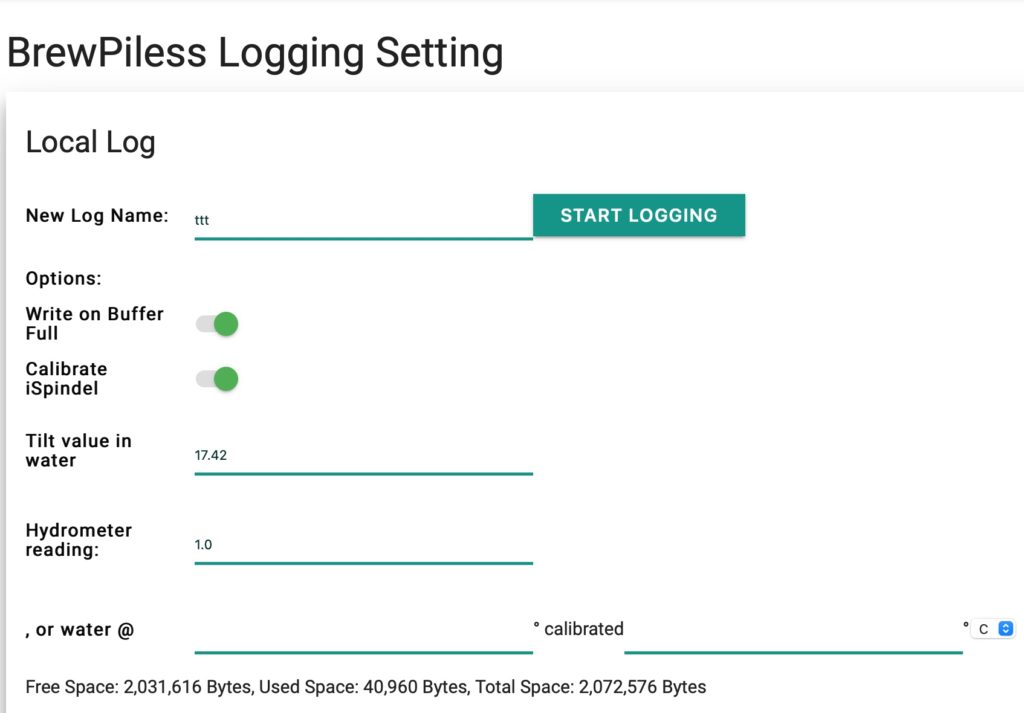 BrewPiless Logging Setting
Local Log
New Log Name: ttt START LOGGING
Options:
Write on Buffer
Full
Calibrate
iSpindel
Tilt value in
water
17.42
Hydrometer
reading:
1.0
, or water @ ° calibrated ° C
Free Space: 2,031,616 Bytes, Used Space: 40,960 Bytes, Total Space: 2,072,576 Bytes